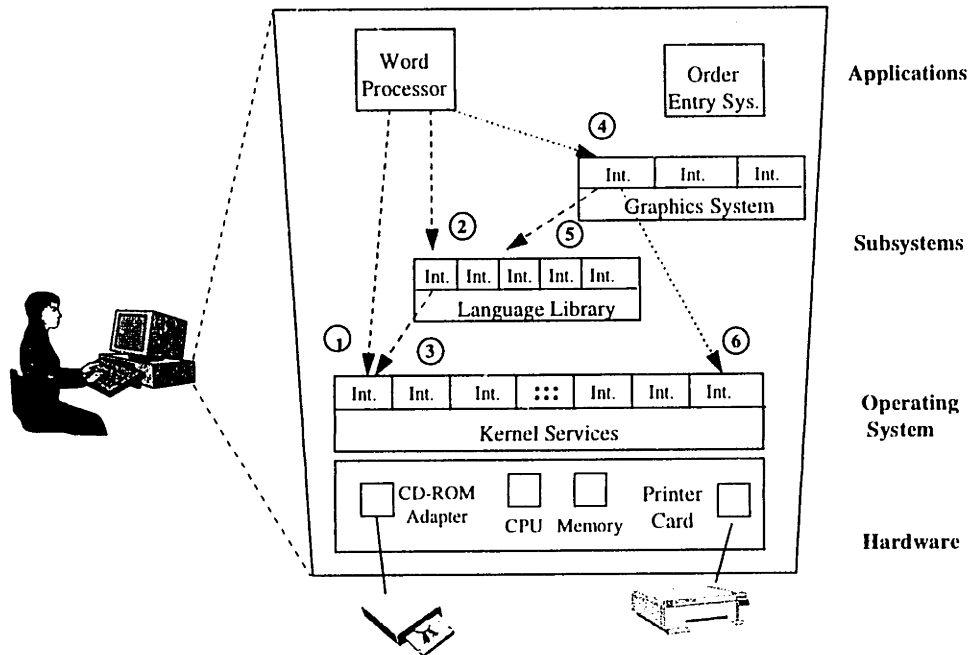 Word
Processor
Order
Entry Sys.
Applications
4
Int. Int. Int.
Graphics System
2
5
Subsystems
Int. Int. Int. Int. Int.
Language Library
1
3
6
Int. Int. Int. Int. Int. Int.
Kernel Services
Operating
System
CD-ROM
Adapter
CPU
Memory
Printer
Card
Hardware